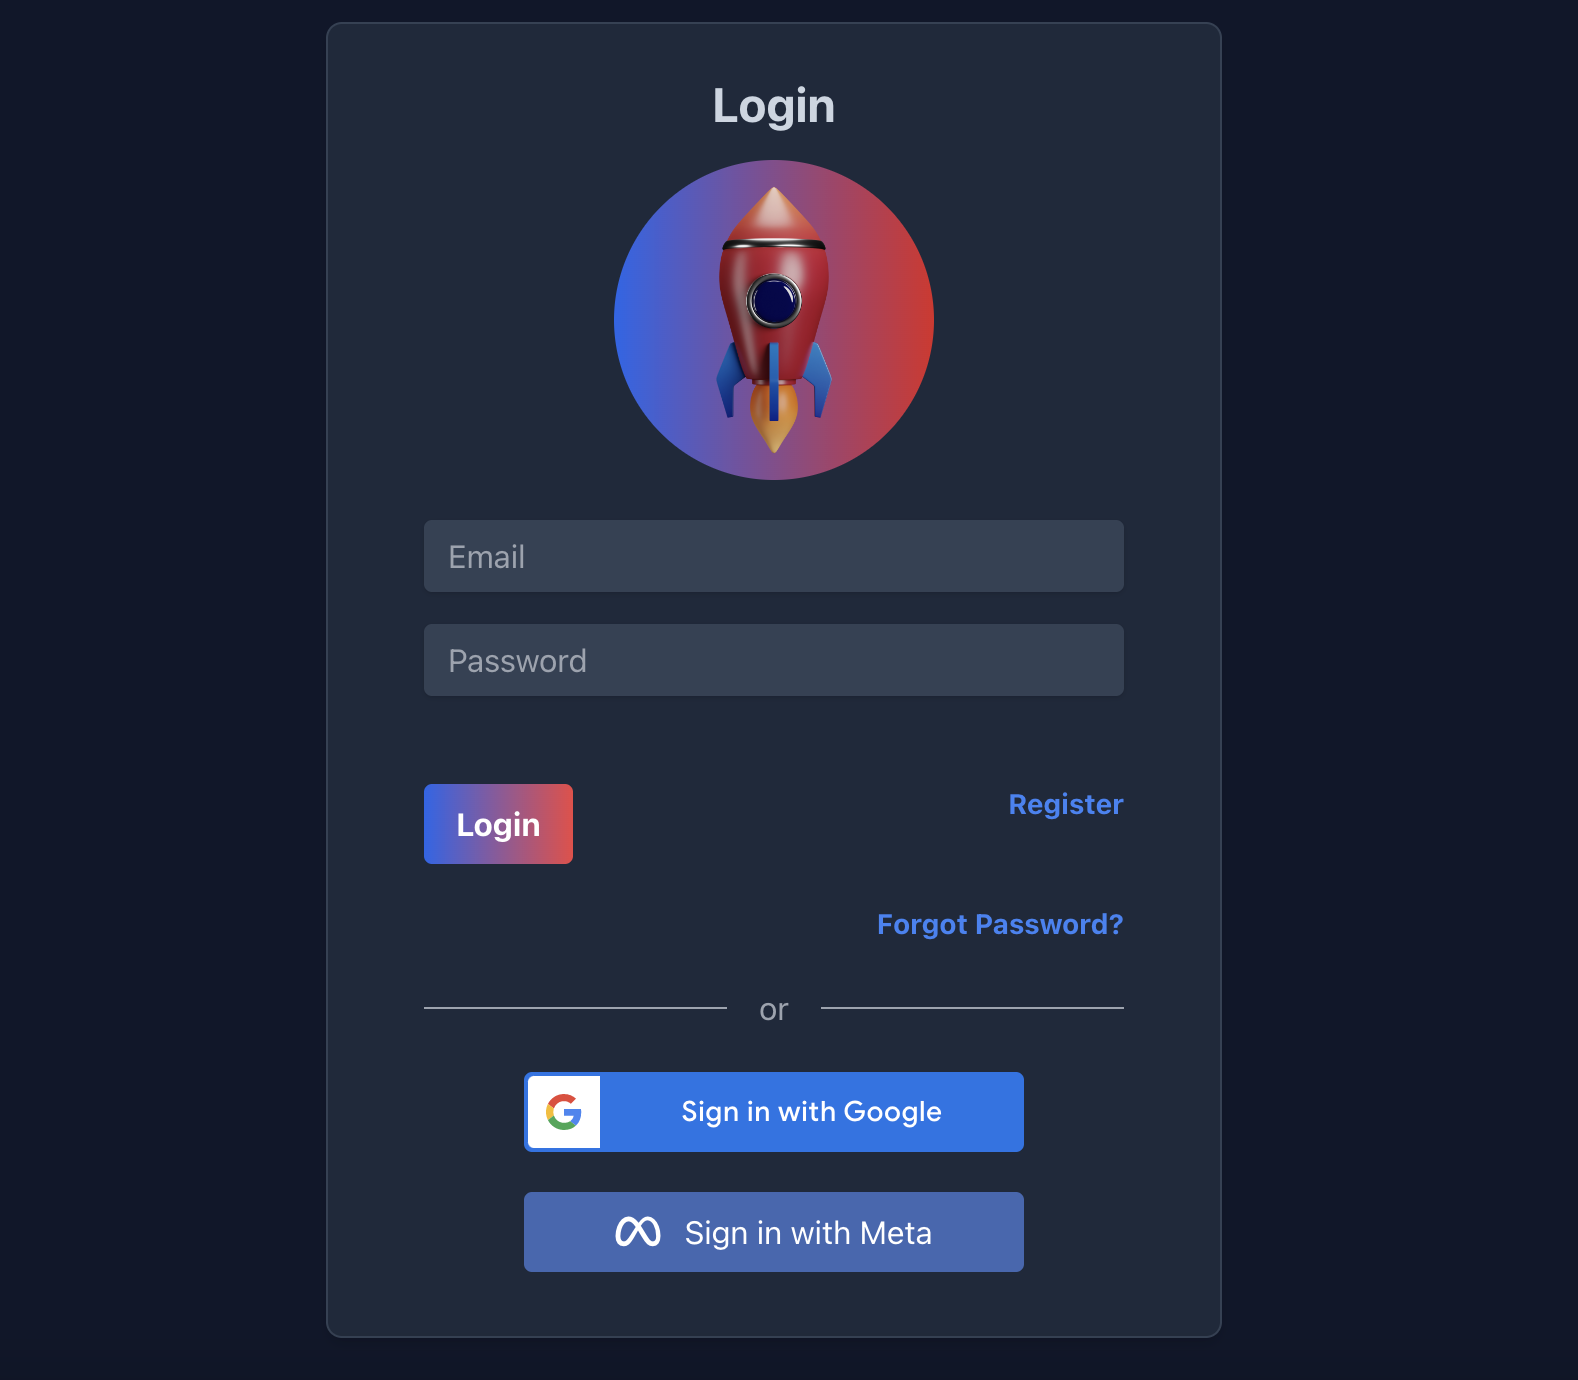 Login
Email
Password
Login
Register
Forgot Password?
or
Sign in with Google
Sign in with Meta